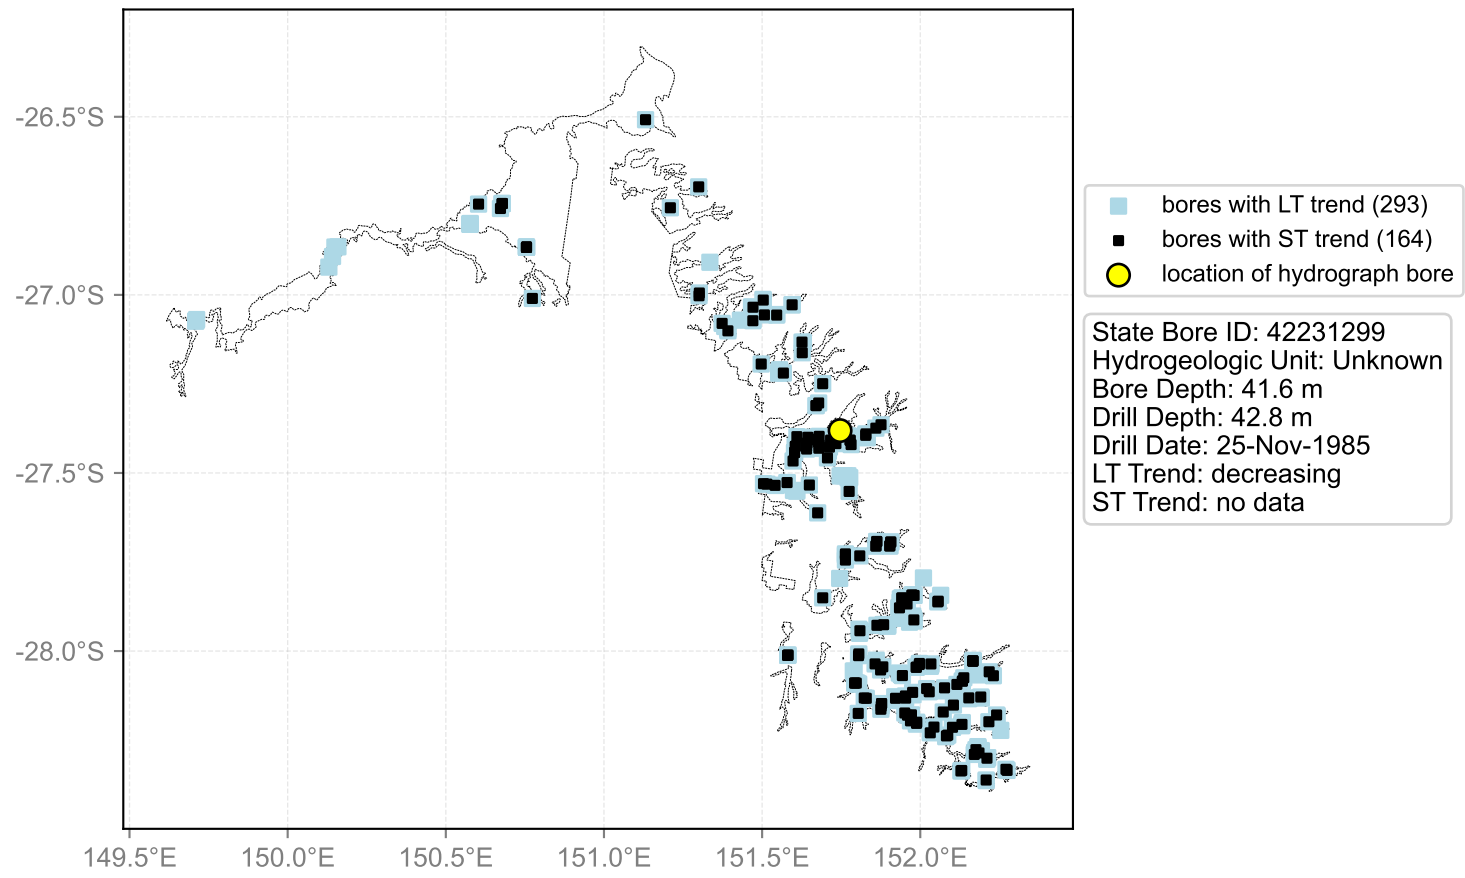 -26.5°S
-27.0°S
-27.5°S
-28.0°S
149.5°E
150.0°E
150.5°E
151.0°E
151.5°E
152.0°E
bores with LT trend (293)
bores with ST trend (164)
location of hydrograph bore
State Bore ID: 42231299
Hydrogeologic Unit: Unknown
Bore Depth: 41.6 m
Drill Depth: 42.8 m
Drill Date: 25-Nov-1985
LT Trend: decreasing
ST Trend: no data